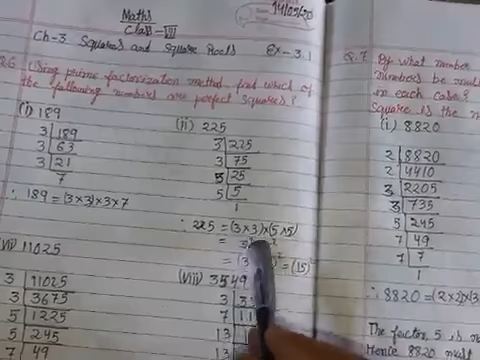 Maths
14/05/20
Class-VIII
Ch-3 Squares and Square Roots Ex-3.1
Q.6 Using prime factorization method find which of
the following numbers are perfect squares?
(i) 189
3 189
3 63
3 21
7
∴ 189 = (3×3)×3×7
(ii) 225
3 225
3 75
5 25
5 5
1
∴ 225 = (3×3)×(5×5)
=
= (3 )² = (15)²
(vii) 11025
3 11025
3 3675
5 1225
5 245
7 49
(viii) 3549
3
7
13
13
Q.7 By what number
numbers be
in each case?
square is the
(i) 8820
2 8820
2 4410
3 2205
3 735
5 245
7 49
7 7
1
∴ 8820 = (2×2)×(3
The factor, 5 is
Hence 8820 must